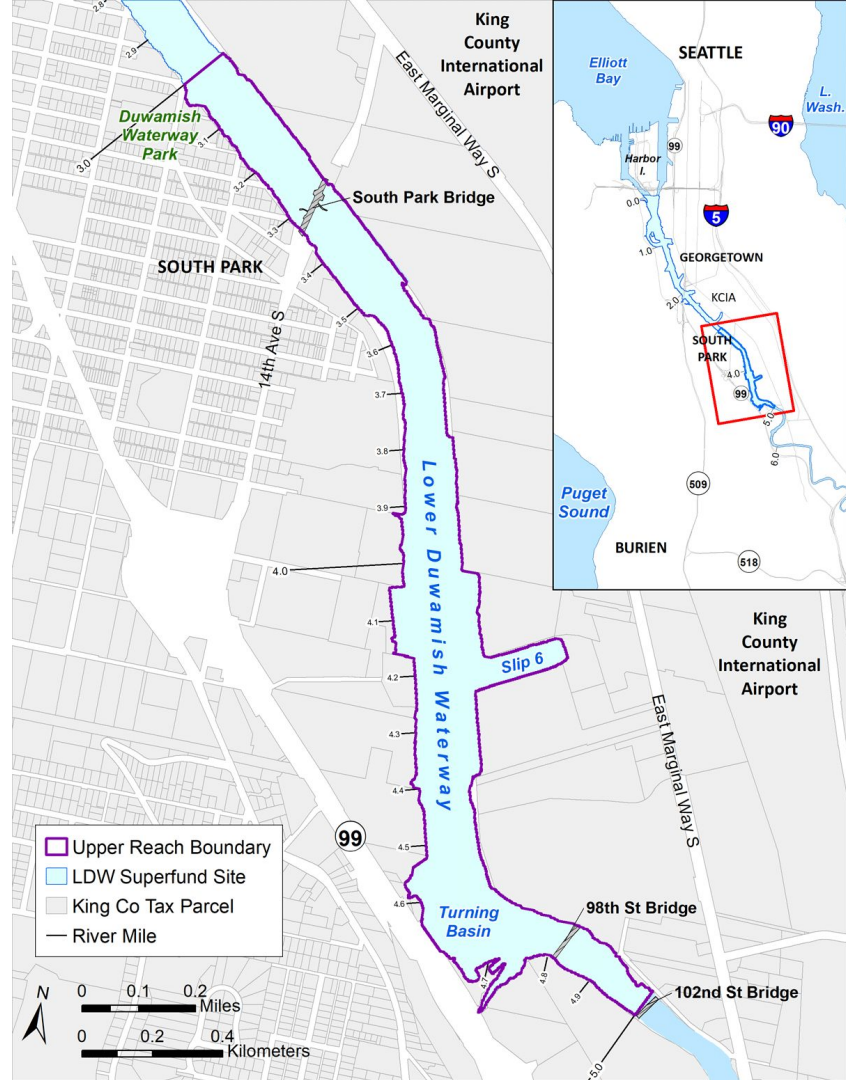 2.8
2.9
3.0
Duwamish
Waterway
Park
3.1
3.2
3.3
3.4
3.5
3.6
3.7
3.8
3.9
4.0
4.1
4.2
4.3
4.4
4.5
4.6
4.7
4.8
4.9
5.0
King
County
International
Airport
East Marginal Way S
South Park Bridge
SOUTH PARK
14th Ave S
Lower Duwamish Waterway
Slip 6
99
Turning
Basin
98th St Bridge
102nd St Bridge
King
County
International
Airport
East Marginal Way S
SEATTLE
Elliott
Bay
L.
Wash.
90
99
Harbor
I.
5
0.0
1.0
GEORGETOWN
KCIA
2.0
SOUTH
PARK
4.0
99
5.0
6.0
509
Puget
Sound
BURIEN
518
Upper Reach Boundary
LDW Superfund Site
King Co Tax Parcel
River Mile
N
0 0.1 0.2
Miles
0 0.2 0.4
Kilometers